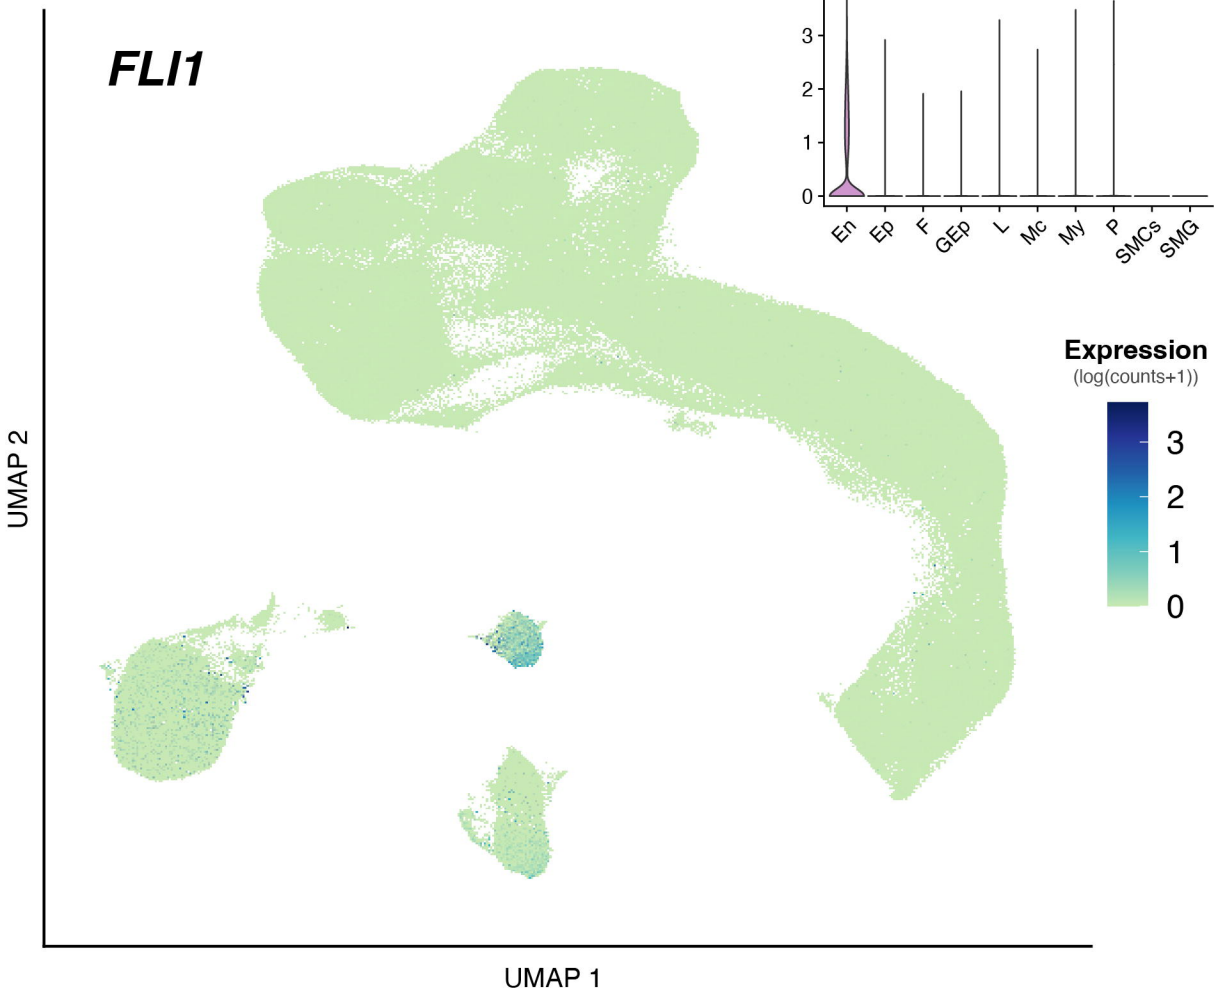 FLI1
3
2
1
0
En Ep F GEp L Mc My P SMCs SMG
Expression
(log(counts+1))
3
2
1
0
UMAP 2
UMAP 1